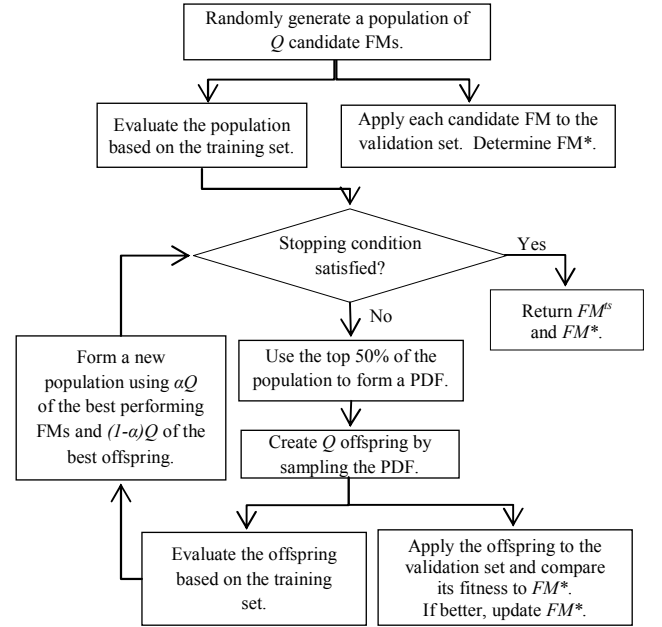 Randomly generate a population of
Q candidate FMs.
Evaluate the population
based on the training set.
Apply each candidate FM to the
validation set. Determine FM*.
Stopping condition
satisfied?
Yes
Return FM^ts
and FM*.
No
Use the top 50% of the
population to form a PDF.
Create Q offspring by
sampling the PDF.
Evaluate the offspring
based on the training
set.
Apply the offspring to the
validation set and compare
its fitness to FM*.
If better, update FM*.
Form a new
population using αQ
of the best performing
FMs and (1-α)Q of the
best offspring.